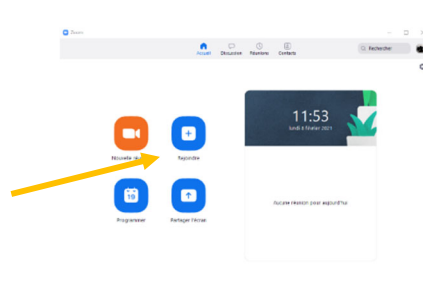 Zoom
Accueil Discussion Réunions Contacts
Rechercher
11:53
lundi 8 février 2021
Nouvelle
Rejoindre
19
Programmer
Partager l'écran
Aucune réunion pour aujourd'hui